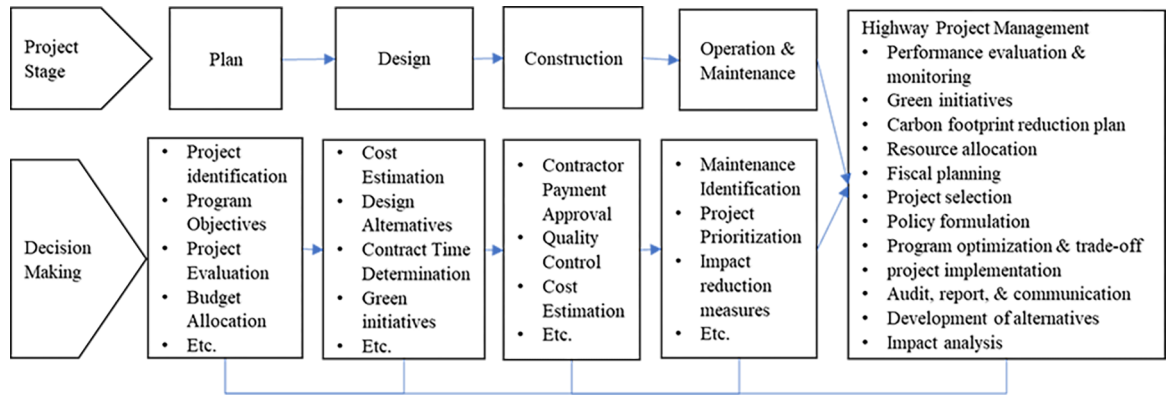 Project
Stage
Plan
Design
Construction
Operation &
Maintenance
Decision
Making
• Project
identification
• Program
Objectives
• Project
Evaluation
• Budget
Allocation
• Etc.
• Cost
Estimation
• Design
Alternatives
• Contract Time
Determination
• Green
initiatives
• Etc.
• Contractor
Payment
Approval
• Quality
Control
• Cost
Estimation
• Etc.
• Maintenance
Identification
• Project
Prioritization
• Impact
reduction
measures
• Etc.
Highway Project Management
• Performance evaluation &
monitoring
• Green initiatives
• Carbon footprint reduction plan
• Resource allocation
• Fiscal planning
• Project selection
• Policy formulation
• Program optimization & trade-off
• project implementation
• Audit, report, & communication
• Development of alternatives
• Impact analysis